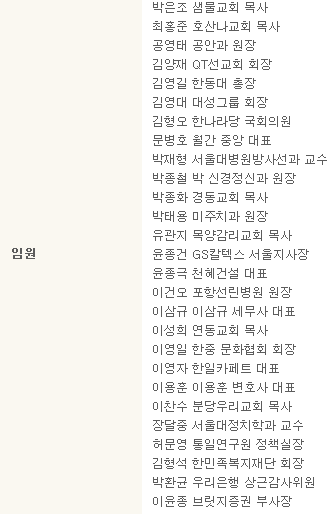 박은조 샘물교회 목사
최홍준 호산나교회 목사
공영태 공안과 원장
김양재 QT선교회 회장
김영길 한동대 총장
김영대 대성그룹 회장
김형오 한나라당 국회의원
문병호 월간 중앙 대표
박재형 서울대병원방사선과 교수
박종철 박 신경정신과 원장
박종화 경동교회 목사
박태용 미주치과 원장
유관지 목양감리교회 목사
윤종건 GS칼텍스 서울지사장
임원
윤종극 천혜건설 대표
이건오 포항선린병원 원장
이삼규 이삼규 세무사 대표
이성희 연동교회 목사
이영일 한중 문화협회 회장
이영자 한일카페트 대표
이용훈 이용훈 변호사 대표
이찬수 분당우리교회 목사
장달중 서울대정치학과 교수
허문영 통일연구원 정책실장
김형석 한민족복지재단 회장
박환균 우리은행 상근감사위원
이윤종 브릿지증권 부사장